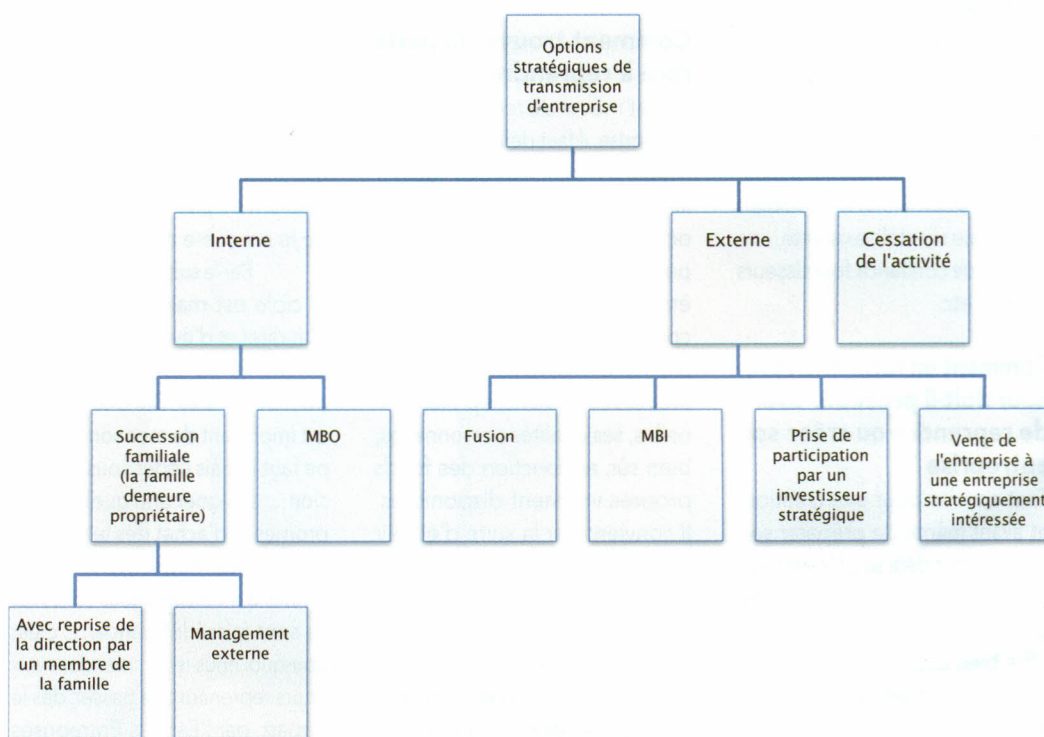 Options
stratégiques de
transmission
d'entreprise
Interne
Externe
Cessation
de l'activité
Succession
familiale
(la famille
demeure
propriétaire)
MBO
Fusion
MBI
Prise de
participation
par un
investisseur
stratégique
Vente de
l'entreprise à
une entreprise
stratégiquement
intéressée
Avec reprise de
la direction par
un membre de
la famille
Management
externe